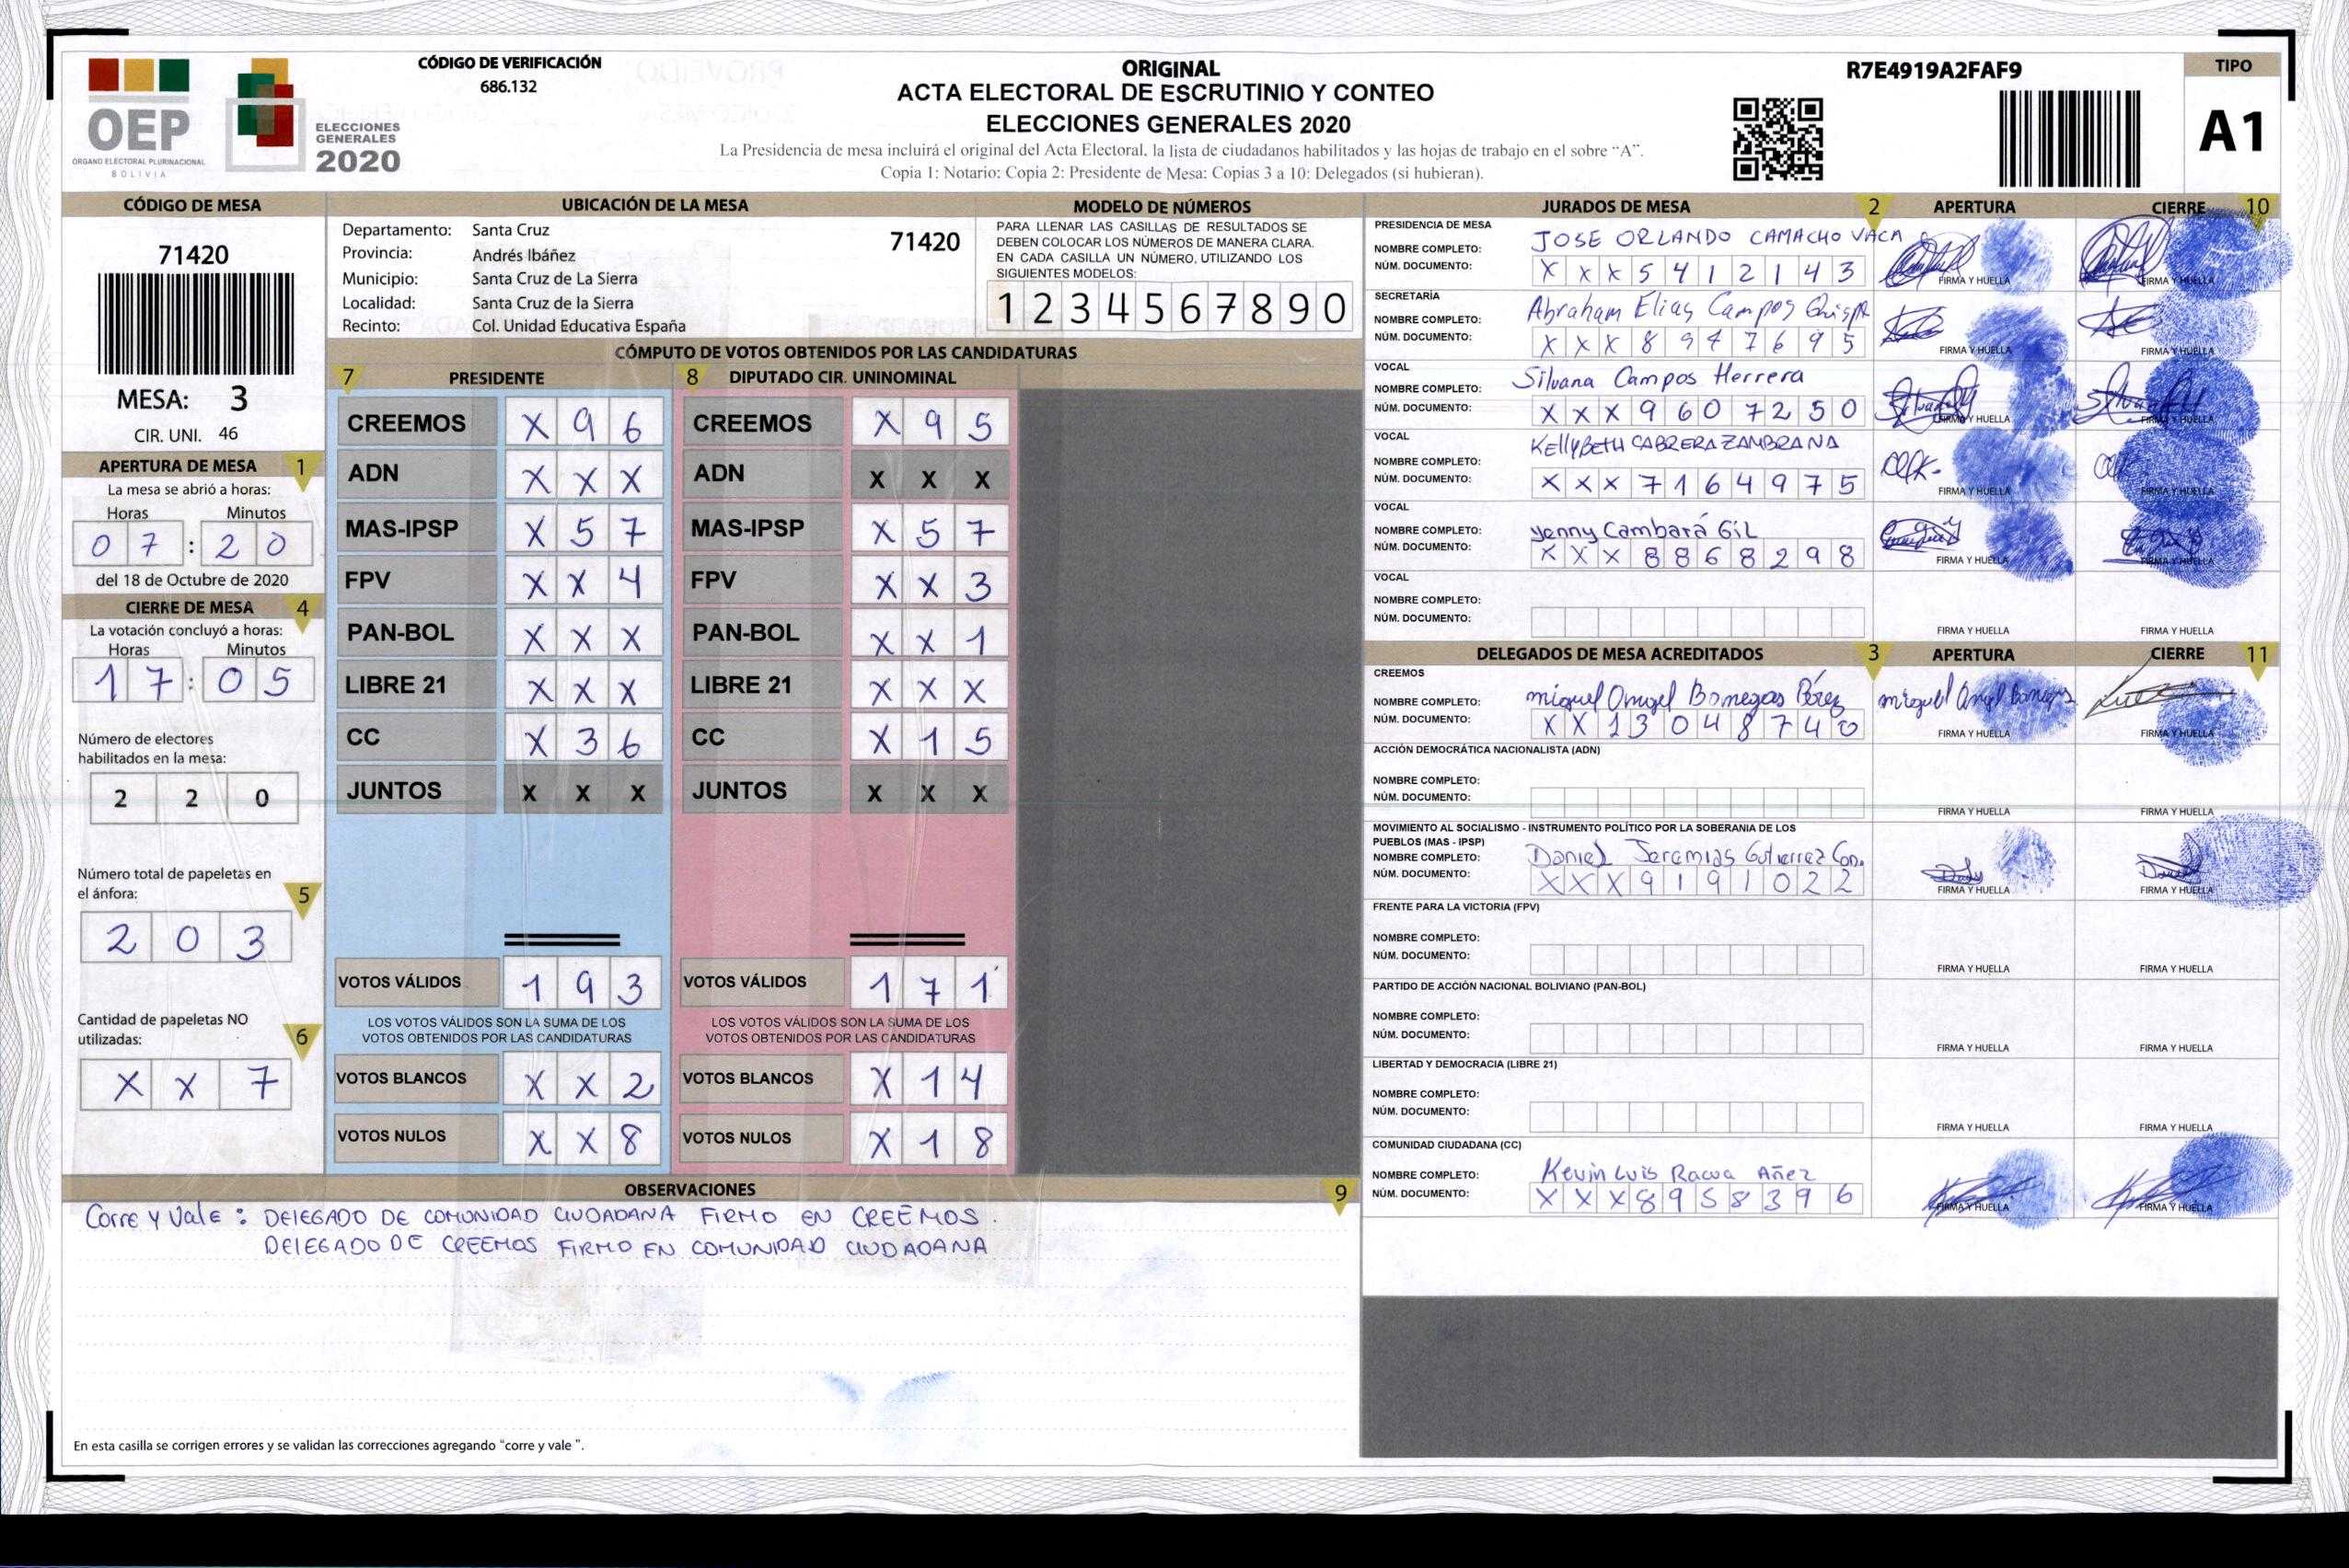 CÓDIGO DE VERIFICACIÓN
686.132
OEP
ORGANO ELECTORAL PLURINACIONAL
BOLIVIA
ELECCIONES
GENERALES
2020
ORIGINAL
ACTA ELECTORAL DE ESCRUTINIO Y CONTEO
ELECCIONES GENERALES 2020
La Presidencia de mesa incluirá el original del Acta Electoral, la lista de ciudadanos habilitados y las hojas de trabajo en el sobre “A”.
Copia 1: Notario: Copia 2: Presidente de Mesa: Copias 3 a 10: Delegados (si hubieran).
R7E4919A2FAF9
TIPO
A1
CÓDIGO DE MESA
71420
MESA: 3
CIR. UNI. 46
APERTURA DE MESA 1
La mesa se abrió a horas:
Horas Minutos
0 7 : 2 0
del 18 de Octubre de 2020
CIERRE DE MESA 4
La votación concluyó a horas:
Horas Minutos
1 7 : 0 5
Número de electores
habilitados en la mesa:
2 2 0
Número total de papeletas en
el ánfora: 5
2 0 3
Cantidad de papeletas NO
utilizadas: 6
X X 7
UBICACIÓN DE LA MESA
Departamento: Santa Cruz 71420
Provincia: Andrés Ibáñez
Municipio: Santa Cruz de La Sierra
Localidad: Santa Cruz de la Sierra
Recinto: Col. Unidad Educativa España
MODELO DE NÚMEROS
PARA LLENAR LAS CASILLAS DE RESULTADOS SE
DEBEN COLOCAR LOS NÚMEROS DE MANERA CLARA.
EN CADA CASILLA UN NÚMERO, UTILIZANDO LOS
SIGUIENTES MODELOS:
1 2 3 4 5 6 7 8 9 0
CÓMPUTO DE VOTOS OBTENIDOS POR LAS CANDIDATURAS
7 PRESIDENTE 8 DIPUTADO CIR. UNINOMINAL
CREEMOS X 9 6 CREEMOS X 9 5
ADN X X X ADN X X X
MAS-IPSP X 5 7 MAS-IPSP X 5 7
FPV X X 4 FPV X X 3
PAN-BOL X X X PAN-BOL X X 1
LIBRE 21 X X X LIBRE 21 X X X
CC X 3 6 CC X 1 5
JUNTOS X X X JUNTOS X X X
VOTOS VÁLIDOS 1 9 3 VOTOS VÁLIDOS 1 7 1
LOS VOTOS VÁLIDOS SON LA SUMA DE LOS LOS VOTOS VÁLIDOS SON LA SUMA DE LOS
VOTOS OBTENIDOS POR LAS CANDIDATURAS VOTOS OBTENIDOS POR LAS CANDIDATURAS
VOTOS BLANCOS X X 2 VOTOS BLANCOS X 1 4
VOTOS NULOS X X 8 VOTOS NULOS X 1 8
OBSERVACIONES 9
Corre y Vale : DELEGADO DE COMUNIDAD CIUDADANA FIRMO EN CREEMOS.
DELEGADO DE CREEMOS FIRMO EN COMUNIDAD CIUDADANA
En esta casilla se corrigen errores y se validan las correcciones agregando “corre y vale ”.
JURADOS DE MESA 2 APERTURA CIERRE 10
PRESIDENCIA DE MESA
NOMBRE COMPLETO: JOSE ORLANDO CAMACHO VACA
NÚM. DOCUMENTO: X X X 5 4 1 2 1 4 3 FIRMA Y HUELLA FIRMA Y HUELLA
SECRETARÍA
NOMBRE COMPLETO: Abraham Elias Campos
NÚM. DOCUMENTO: X X X 8 9 4 7 6 9 5 FIRMA Y HUELLA FIRMA Y HUELLA
VOCAL
NOMBRE COMPLETO: Silvana Campos Herrera
NÚM. DOCUMENTO: X X X 9 6 0 7 2 5 0 FIRMA Y HUELLA FIRMA Y HUELLA
VOCAL
NOMBRE COMPLETO: KELLYBETH CABRERA ZAMBRANA
NÚM. DOCUMENTO: X X X 7 1 6 4 9 7 5 FIRMA Y HUELLA FIRMA Y HUELLA
VOCAL
NOMBRE COMPLETO: Yenny Cambará Gil
NÚM. DOCUMENTO: X X X 8 8 6 8 2 9 8 FIRMA Y HUELLA FIRMA Y HUELLA
VOCAL
NOMBRE COMPLETO:
NÚM. DOCUMENTO: FIRMA Y HUELLA FIRMA Y HUELLA
DELEGADOS DE MESA ACREDITADOS 3 APERTURA CIERRE 11
CREEMOS
NOMBRE COMPLETO: miguel Angel Banegas Pérez miguel Angel Banegas
NÚM. DOCUMENTO: X X 1 3 0 4 8 7 4 0 FIRMA Y HUELLA FIRMA Y HUELLA
ACCIÓN DEMOCRÁTICA NACIONALISTA (ADN)
NOMBRE COMPLETO:
NÚM. DOCUMENTO: FIRMA Y HUELLA FIRMA Y HUELLA
MOVIMIENTO AL SOCIALISMO - INSTRUMENTO POLÍTICO POR LA SOBERANIA DE LOS
PUEBLOS (MAS - IPSP)
NOMBRE COMPLETO: Daniel Jeremias Gutierrez Con.
NÚM. DOCUMENTO: X X X 9 1 9 1 0 2 2 FIRMA Y HUELLA FIRMA Y HUELLA
FRENTE PARA LA VICTORIA (FPV)
NOMBRE COMPLETO:
NÚM. DOCUMENTO: FIRMA Y HUELLA FIRMA Y HUELLA
PARTIDO DE ACCIÓN NACIONAL BOLIVIANO (PAN-BOL)
NOMBRE COMPLETO:
NÚM. DOCUMENTO: FIRMA Y HUELLA FIRMA Y HUELLA
LIBERTAD Y DEMOCRACIA (LIBRE 21)
NOMBRE COMPLETO:
NÚM. DOCUMENTO: FIRMA Y HUELLA FIRMA Y HUELLA
COMUNIDAD CIUDADANA (CC)
NOMBRE COMPLETO: Kevin Luis Añez
NÚM. DOCUMENTO: X X X 8 9 5 8 3 9 6 FIRMA Y HUELLA FIRMA Y HUELLA